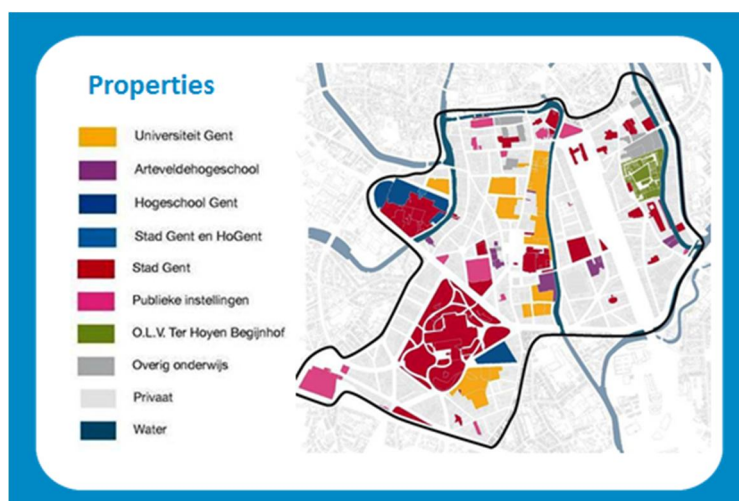 Properties
Universiteit Gent
Arteveldehogeschool
Hogeschool Gent
Stad Gent en HoGent
Stad Gent
Publieke instellingen
O.L.V. Ter Hoyen Begijnhof
Overig onderwijs
Privaat
Water